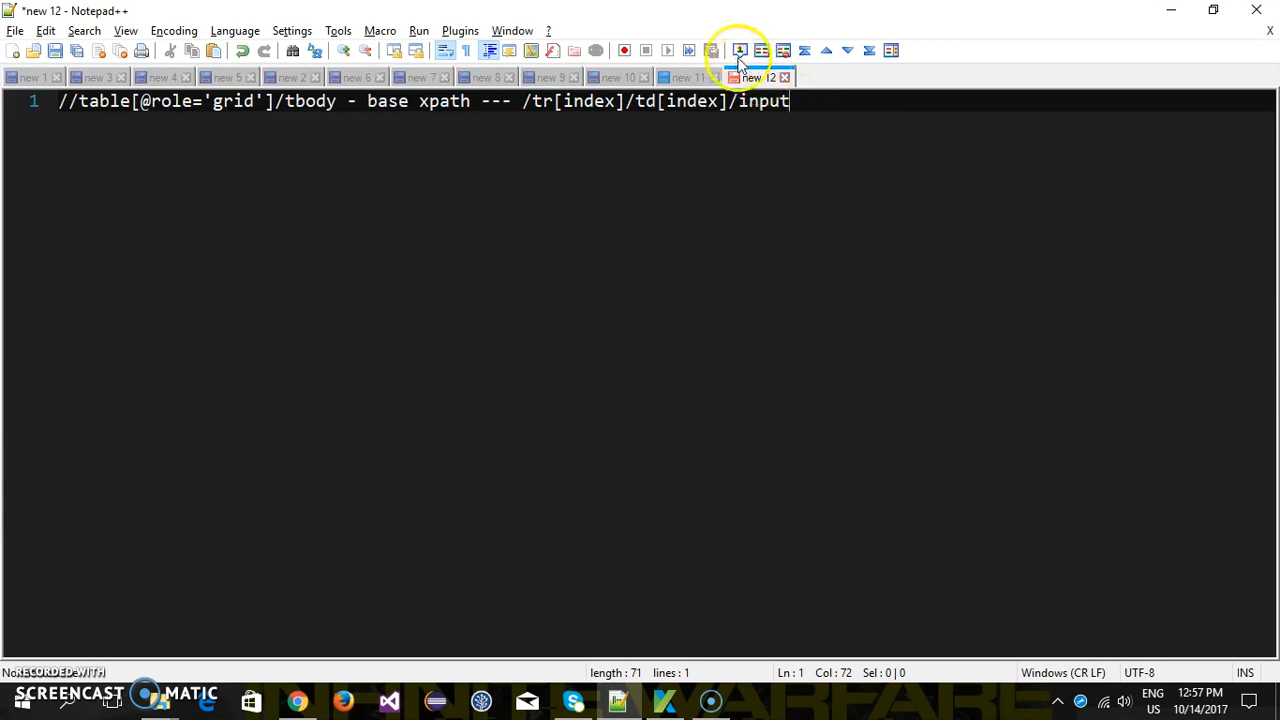 *new 12 - Notepad++
File Edit Search View Encoding Language Settings Tools Macro Run Plugins Window ? X
new 1 new 3 new 4 new 5 new 2 new 6 new 7 new 8 new 9 new 10 new 11 new 12
1 //table[@role='grid']/tbody - base xpath --- /tr[index]/td[index]/input
length : 71 lines : 1 Ln : 1 Col : 72 Sel : 0 | 0 Windows (CR LF) UTF-8 INS
RECORDED WITH
SCREENCAST MATIC
INFINITE WARFARE
ENG 12:57 PM
US 10/14/2017